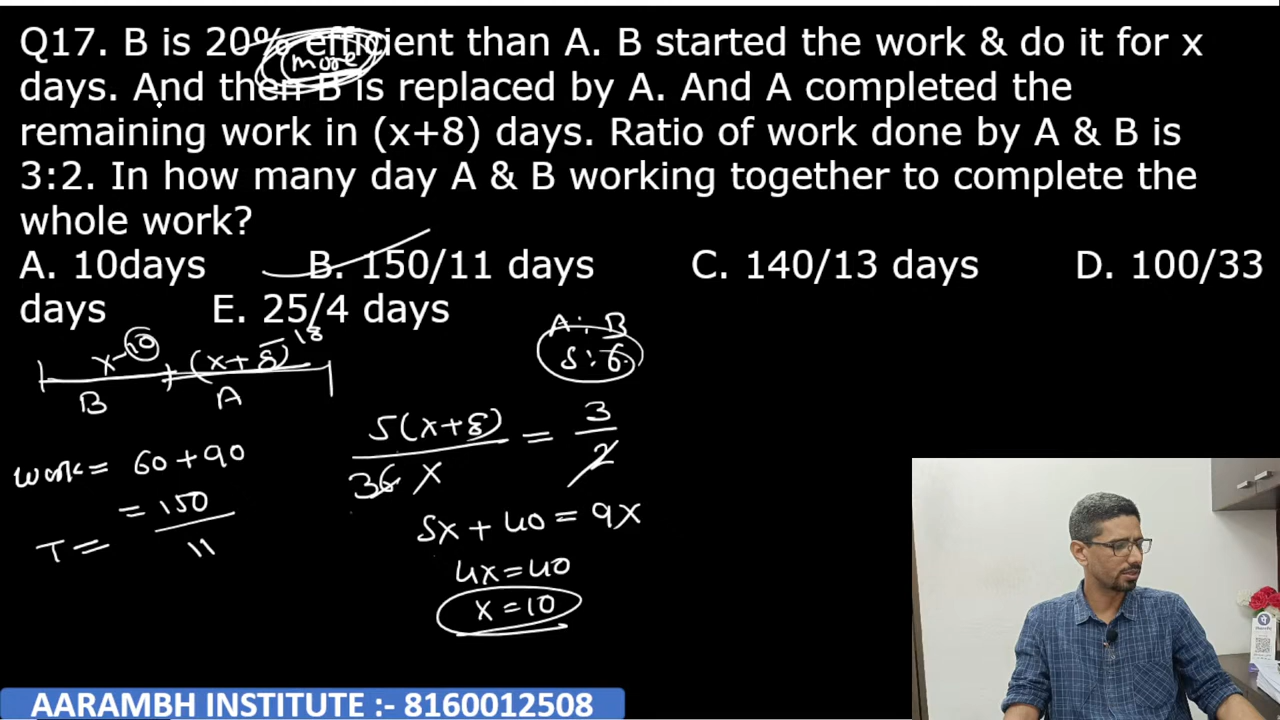 Q17. B is 20% efficient than A. B started the work & do it for x
more
days. And then B is replaced by A. And A completed the
remaining work in (x+8) days. Ratio of work done by A & B is
3:2. In how many day A & B working together to complete the
whole work?
A. 10days B. 150/11 days C. 140/13 days D. 100/33
days E. 25/4 days
A : B
5 : 6
x 10 (x+8) 18
B A
5(x+8) = 3
36 x 2
5x + 40 = 9x
4x = 40
x = 10
work = 60 + 90
= 150
T = 11
AARAMBH INSTITUTE :- 8160012508